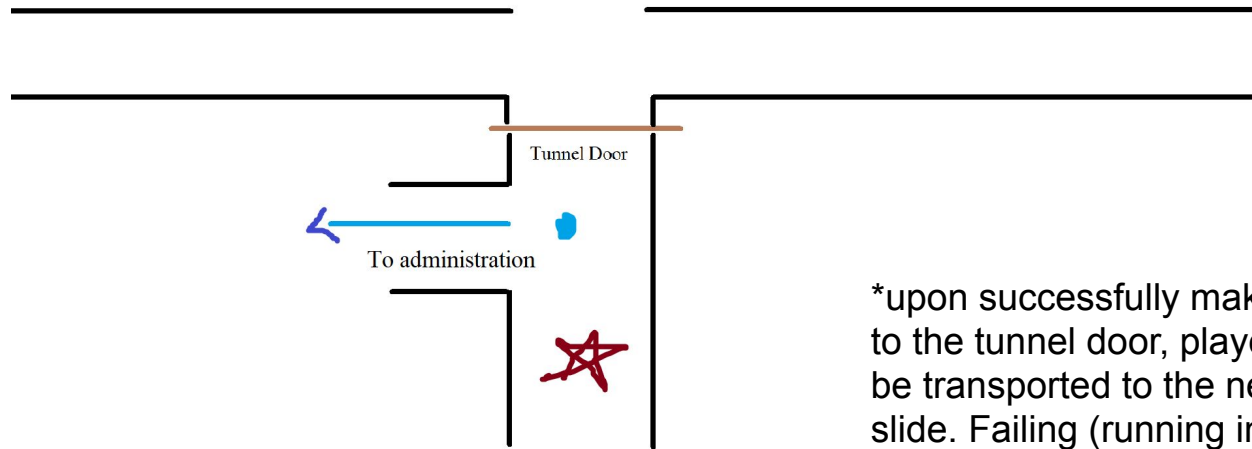 Tunnel Door
To administration
*upon successfully mak
to the tunnel door, playe
be transported to the ne
slide. Failing (running in